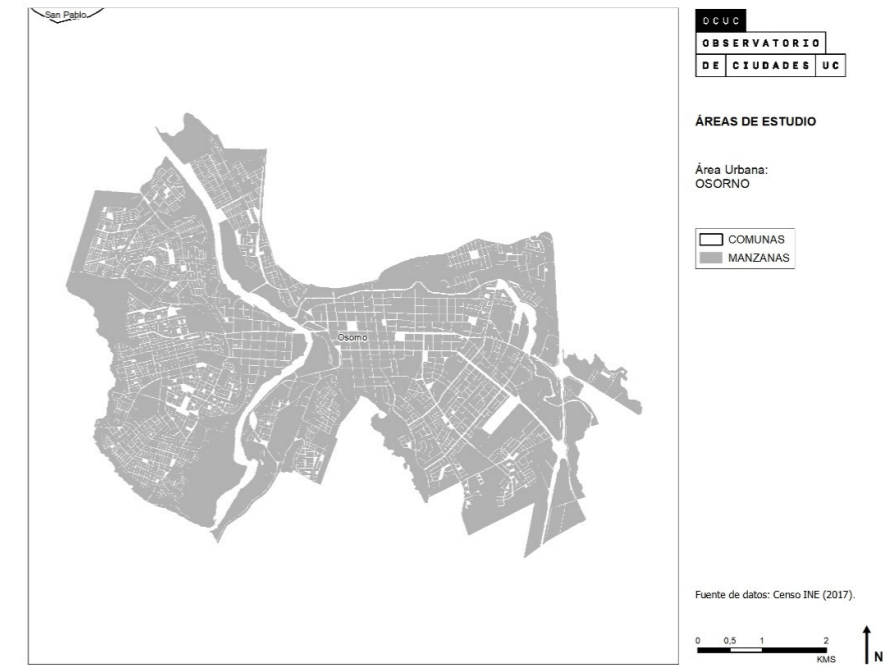 San Pablo
Osorno
OCUC
OBSERVATORIO
DE CIUDADES UC
ÁREAS DE ESTUDIO
Área Urbana:
OSORNO
COMUNAS
MANZANAS
Fuente de datos: Censo INE (2017).
0 0,5 1 2
KMS
N